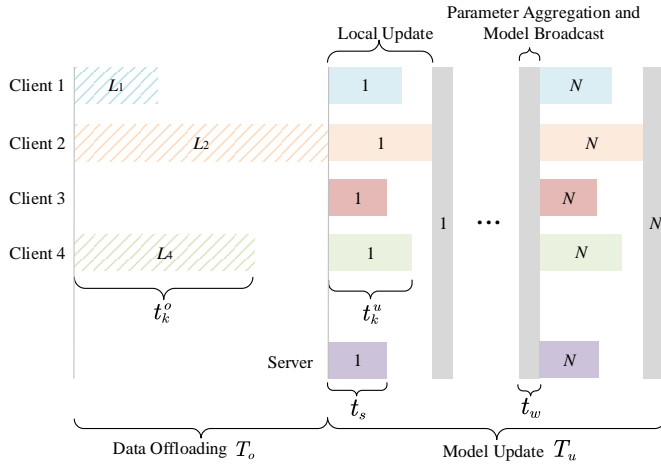 Parameter Aggregation and
Local Update Model Broadcast
Client 1 L₁ 1 N
Client 2 L₂ 1 N
Client 3 1 N
1 ... N
Client 4 L₄ 1 N
t_k^o t_k^u
Server 1 N
t_s t_w
Data Offloading T_o Model Update T_u